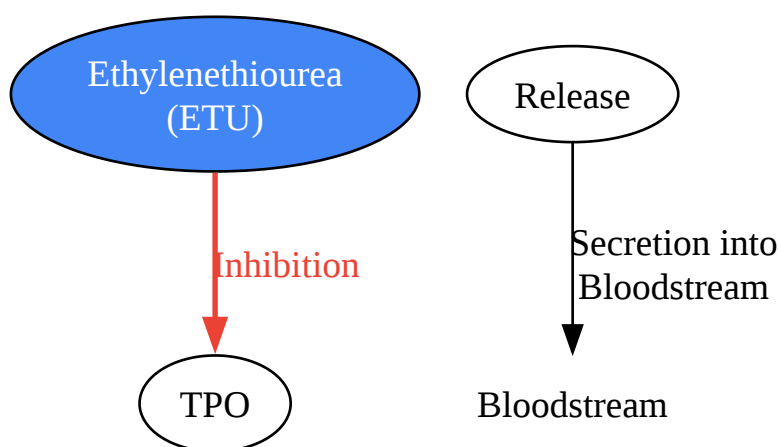 Ethylenethiourea
(ETU)
Release
Inhibition
Secretion into
Bloodstream
TPO
Bloodstream